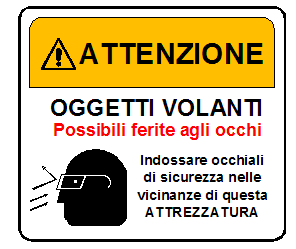 ATTENZIONE
OGGETTI VOLANTI
Possibili ferite agli occhi
Indossare occhiali
di sicurezza nelle
vicinanze di questa
ATTREZZATURA